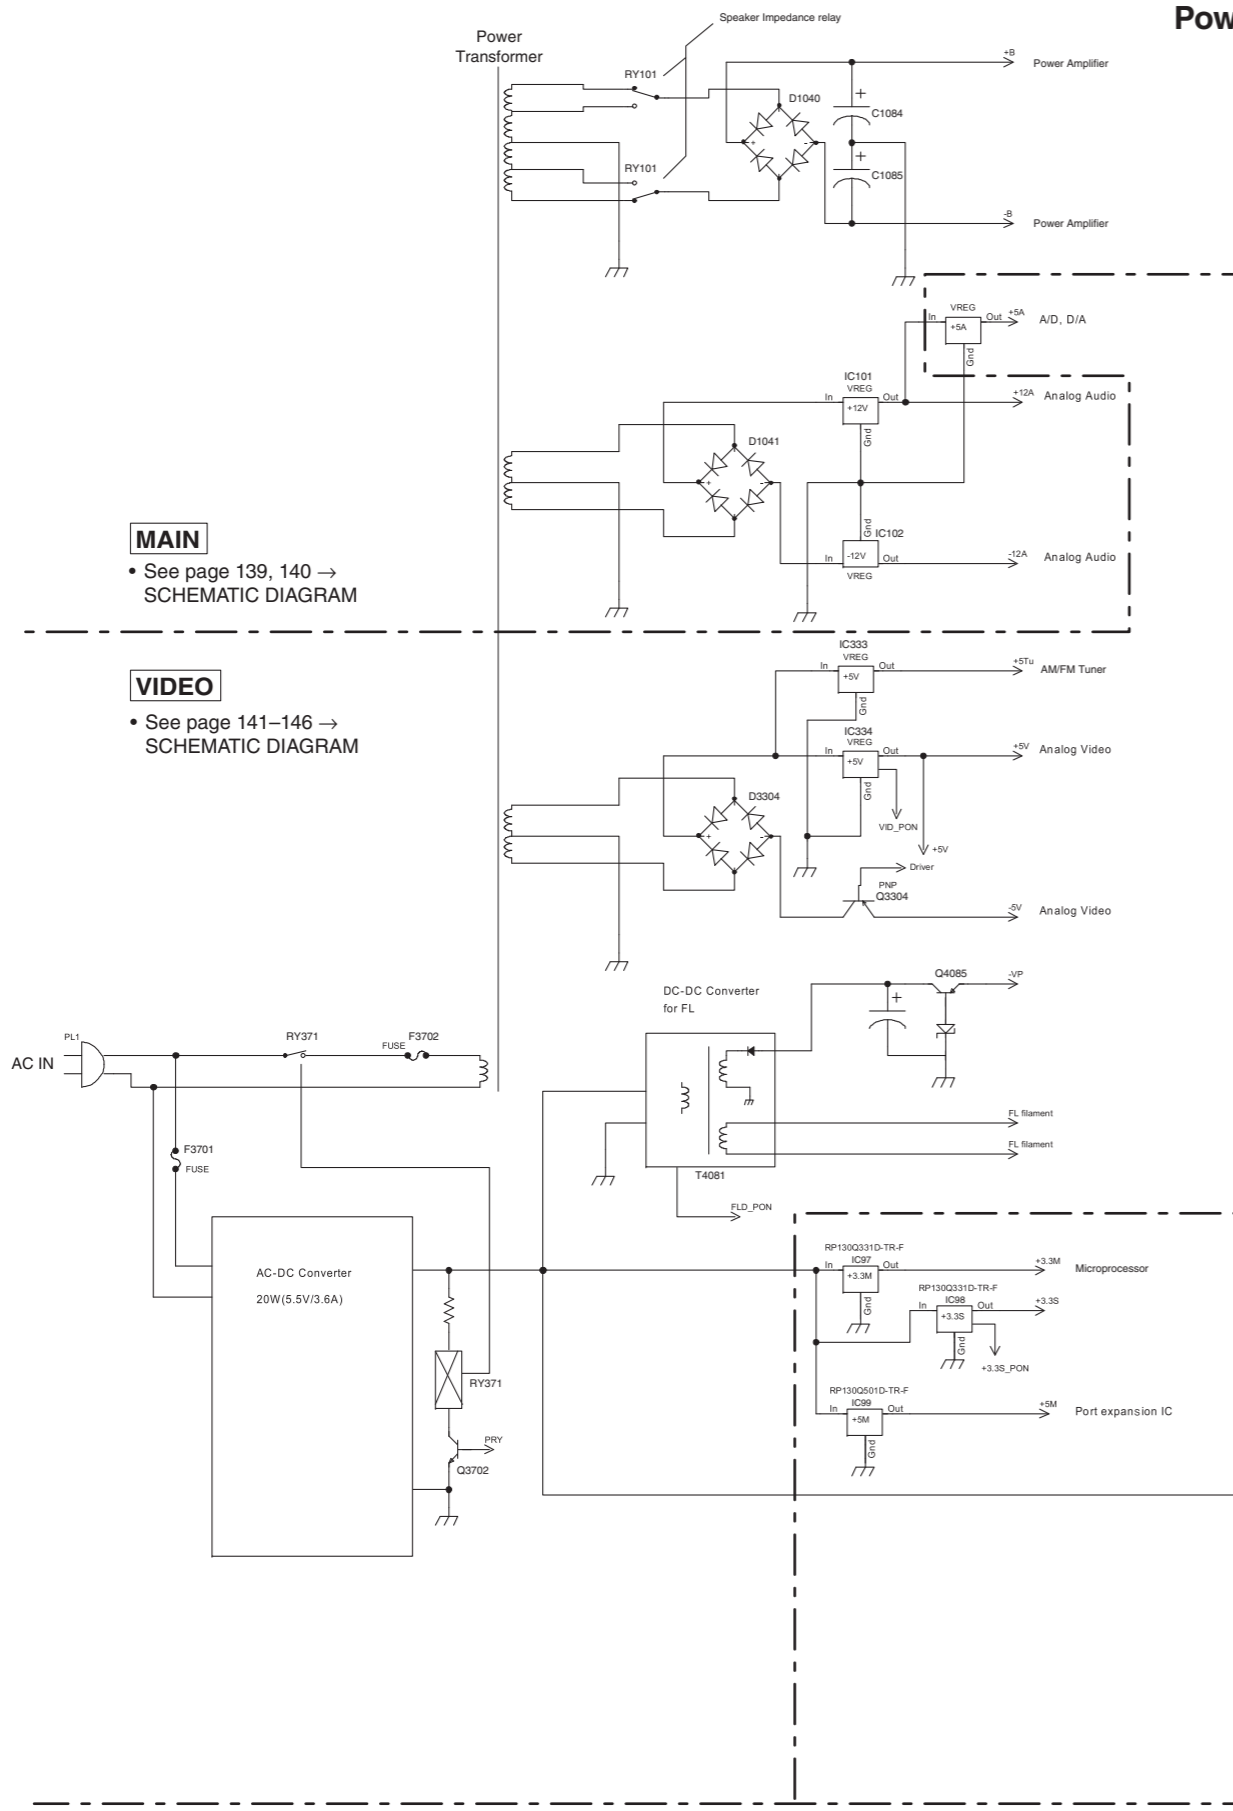 Pow
Speaker Impedance relay
Power
Transformer
RY101
D1040
+B
Power Amplifier
+
C1084
+
-
+
C1085
RY101
-B
Power Amplifier
VREG
In
+5A
Out
+5A
A/D, D/A
Gnd
IC101
VREG
In
+12V
Out
+12A
Analog Audio
Gnd
D1041
+
-
Gnd
IC102
In
-12V
Out
-12A
Analog Audio
VREG
MAIN
• See page 139, 140 →
SCHEMATIC DIAGRAM
VIDEO
• See page 141–146 →
SCHEMATIC DIAGRAM
IC333
VREG
In
+5V
Out
+5Tu
AM/FM Tuner
Gnd
IC334
VREG
In
+5V
Out
+5V
Analog Video
Gnd
VID_PON
+5V
D3304
+
-
Driver
PNP
Q3304
-5V
Analog Video
DC-DC Converter
for FL
+
Q4085
-VP
FL filament
FL filament
T4081
FLD_PON
AC IN
PL1
RY371
FUSE
F3702
F3701
FUSE
AC-DC Converter
20W(5.5V/3.6A)
RY371
PRY
Q3702
RP130Q331D-TR-F
IC97
In
+3.3M
Out
+3.3M
Microprocessor
Gnd
RP130Q331D-TR-F
IC98
In
+3.3S
Out
+3.3S
Gnd
+3.3S_PON
RP130Q501D-TR-F
IC99
In
+5M
Out
+5M
Port expansion IC
Gnd